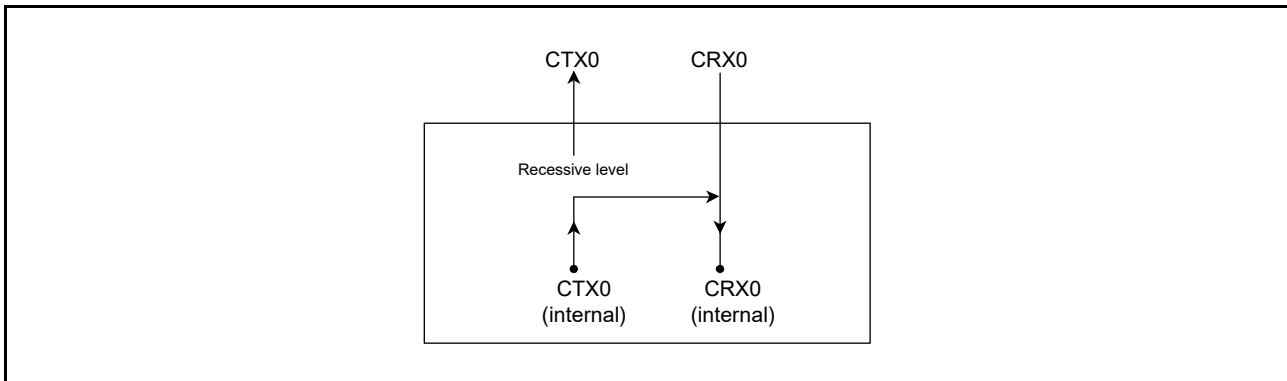 CTX0 CRX0
Recessive level
CTX0 CRX0
(internal) (internal)